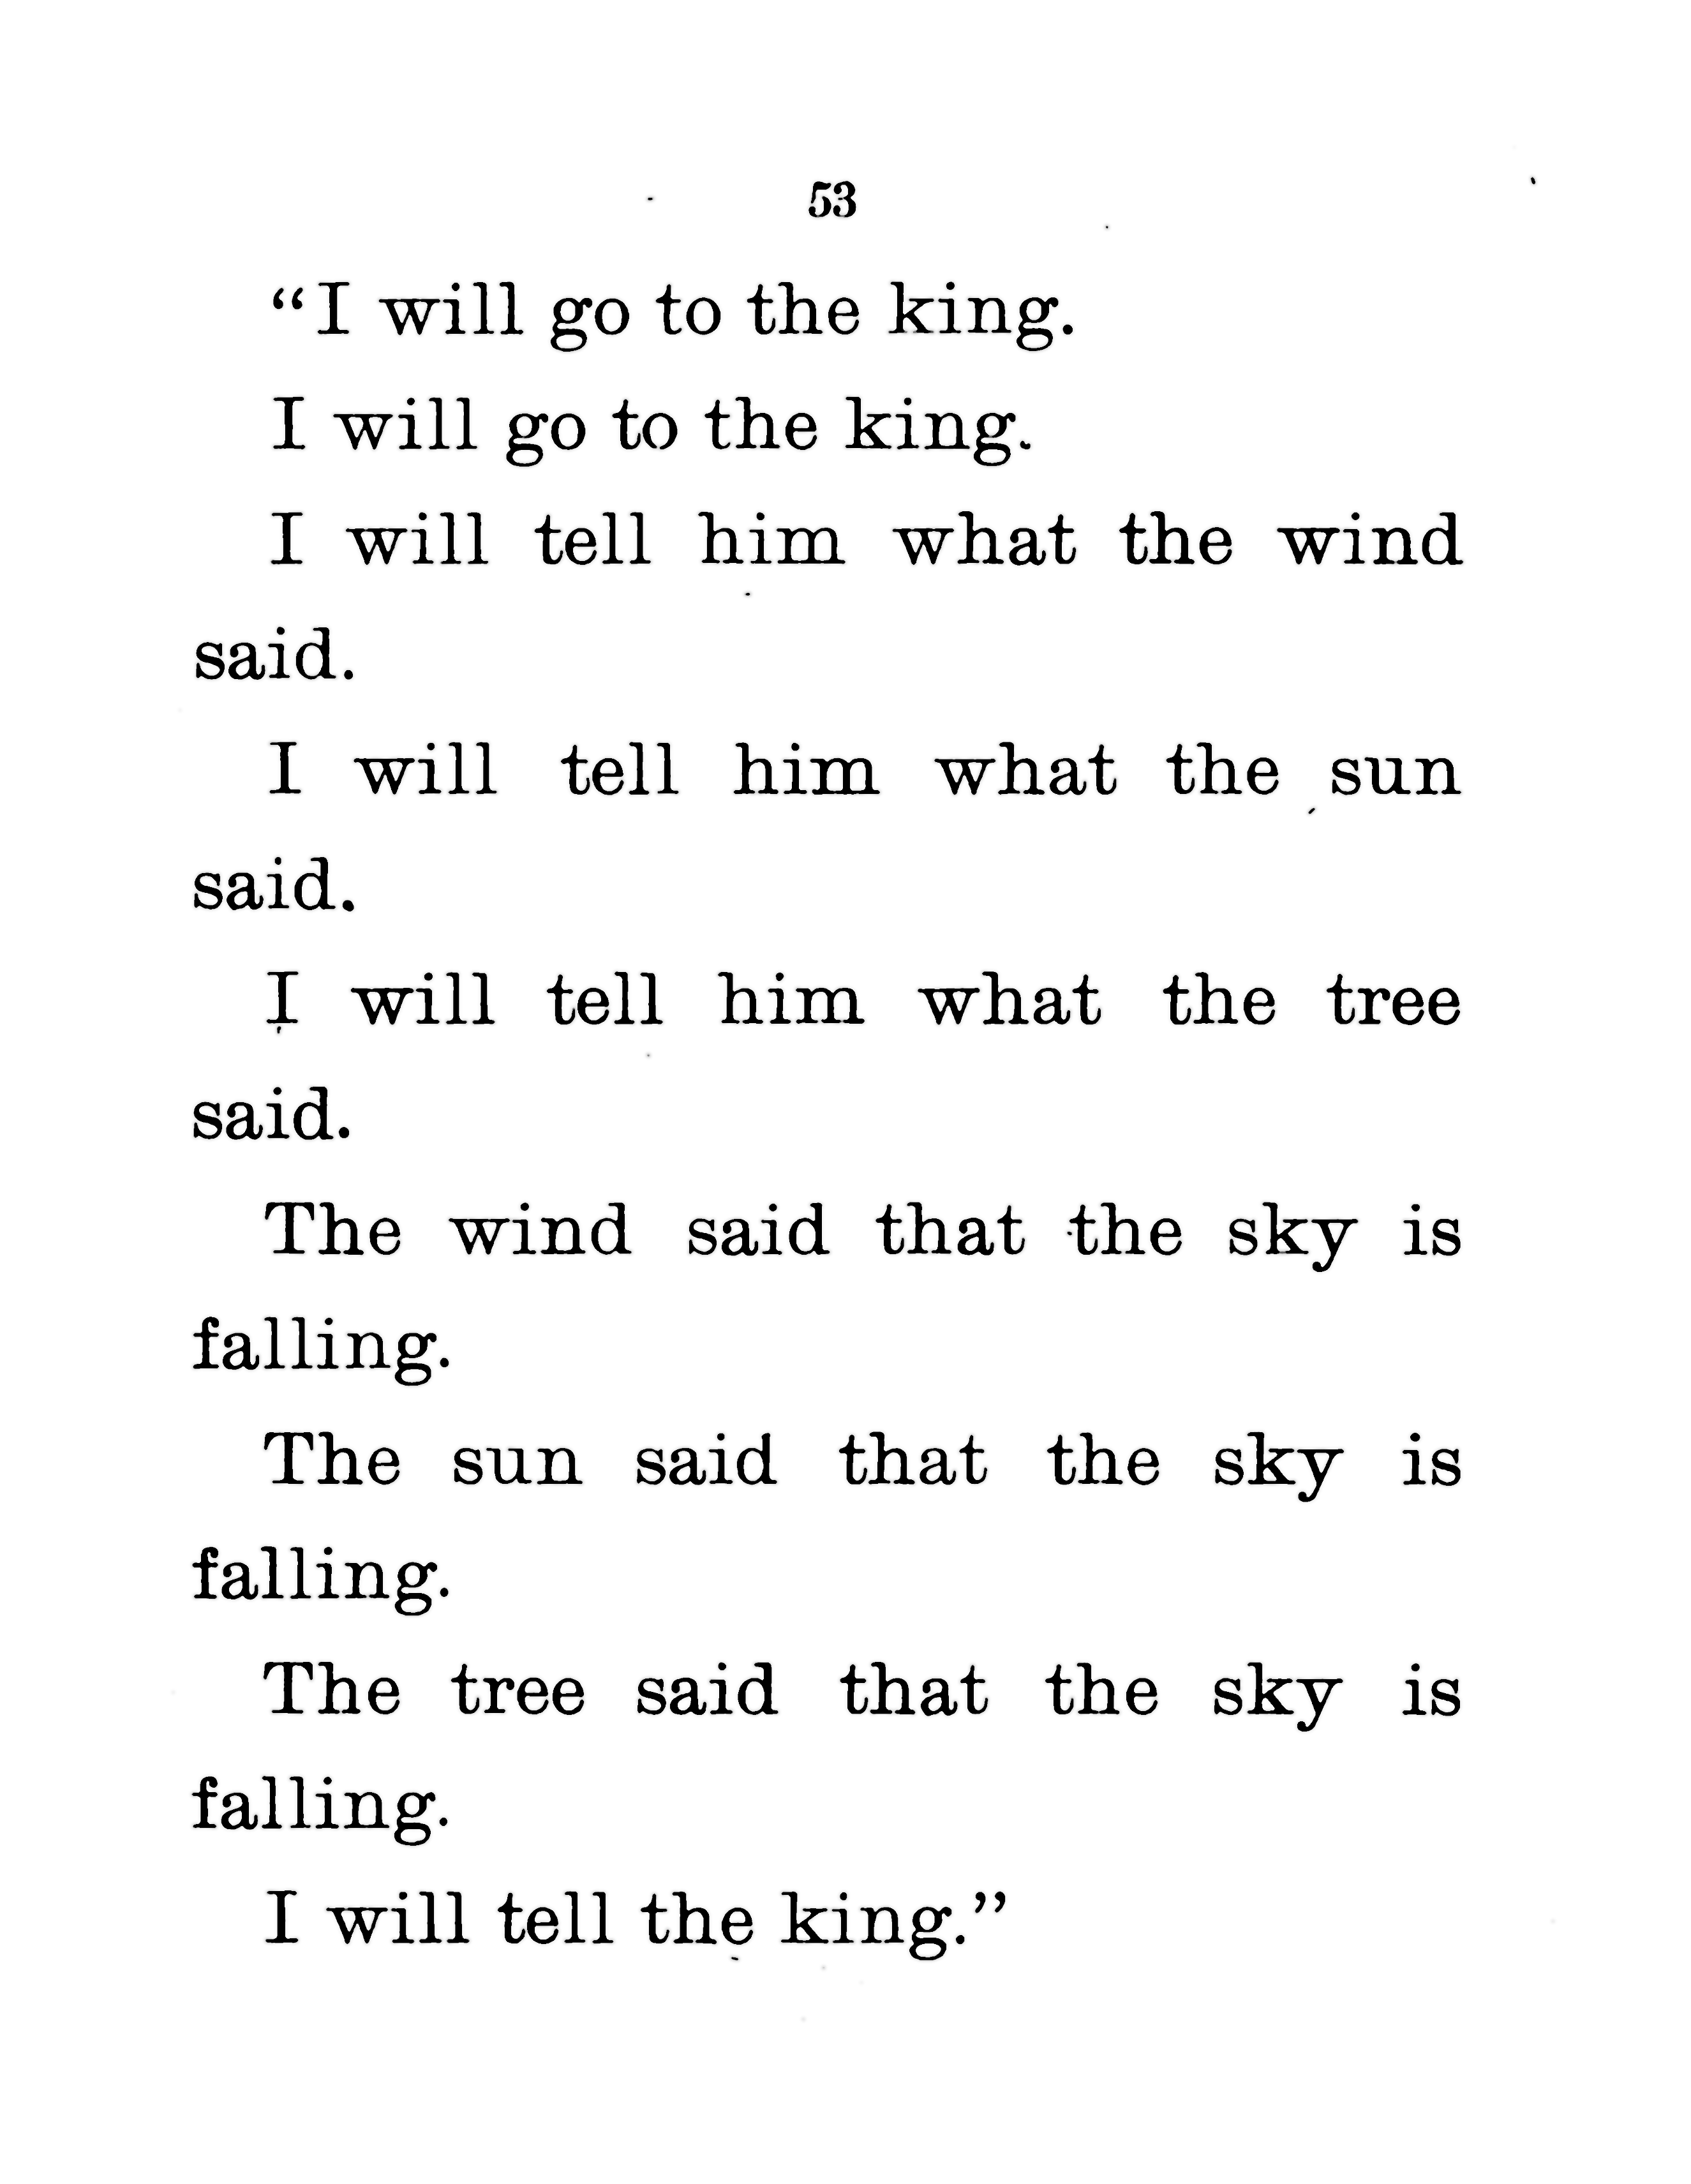 53
“I will go to the king.
I will go to the king.
I will tell him what the wind
said.
I will tell him what the sun
said.
I will tell him what the tree
said.
The wind said that the sky is
falling.
The sun said that the sky is
falling.
The tree said that the sky is
falling.
I will tell the king.”